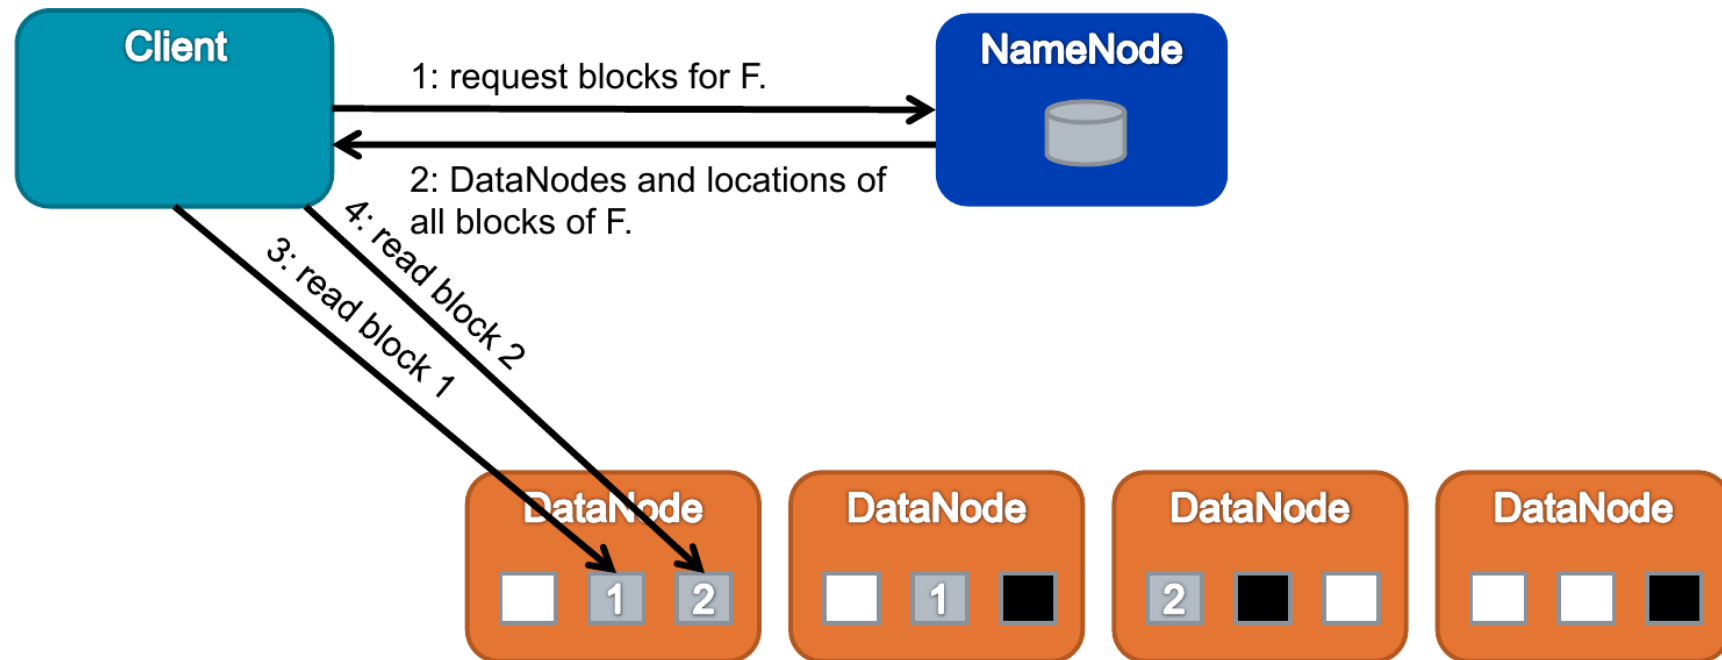 Client
NameNode
1: request blocks for F.
2: DataNodes and locations of
all blocks of F.
4: read block 2
3: read block 1
DataNode
DataNode
DataNode
DataNode
1
2
1
2